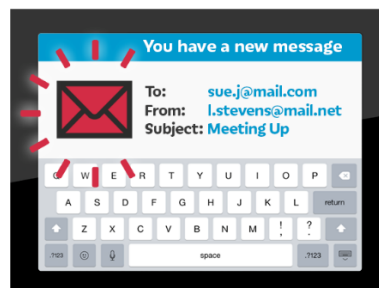 You have a new message
To: sue.j@mail.com
From: l.stevens@mail.net
Subject: Meeting Up
Q W E R T Y U I O P
A S D F G H J K L return
Z X C V B N M ! , ? .
.?123 space .?123